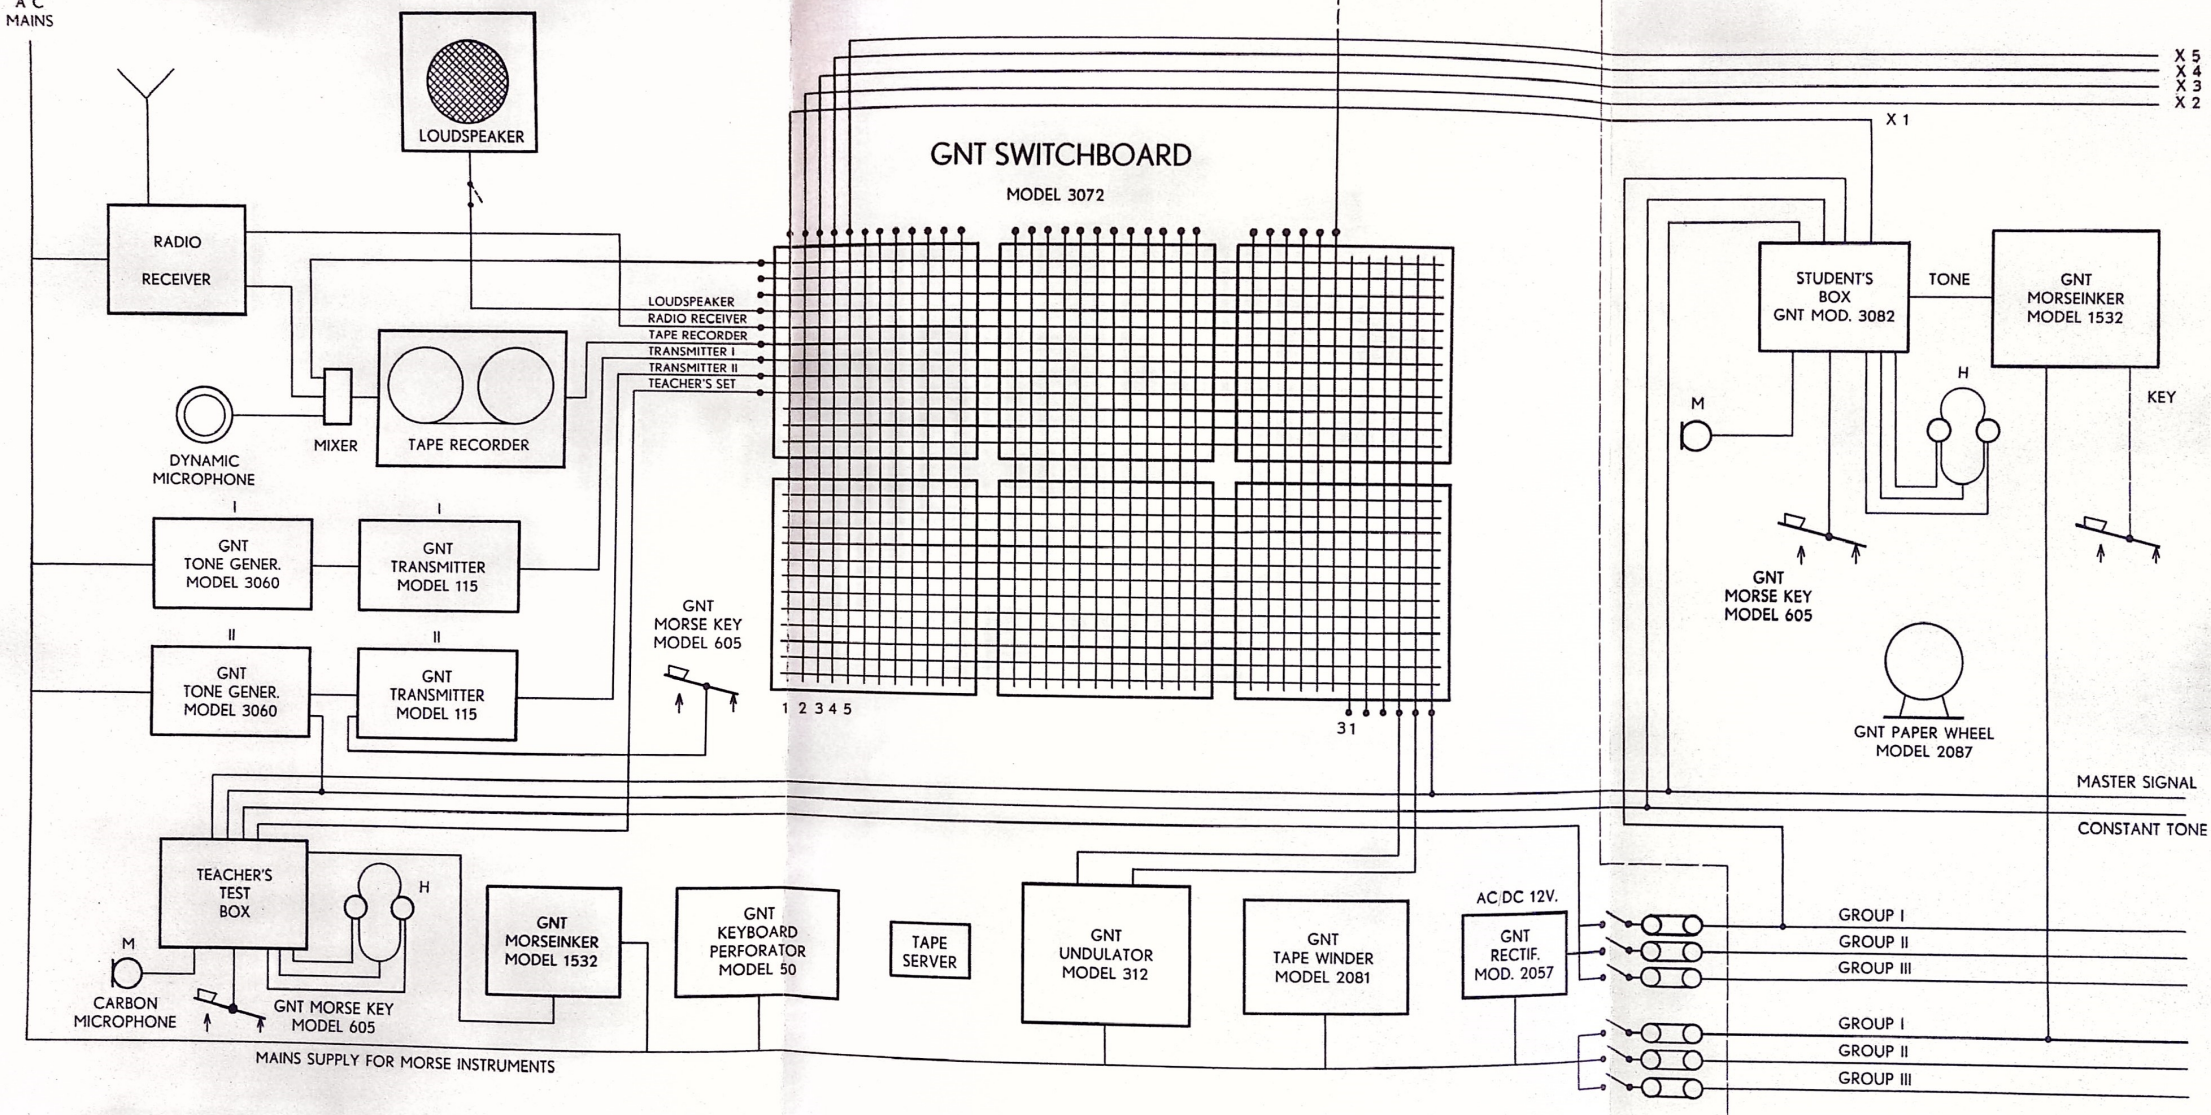 A C
MAINS
LOUDSPEAKER
X 5
X 4
X 3
X 2
X 1
GNT SWITCHBOARD
MODEL 3072
RADIO
RECEIVER
LOUDSPEAKER
RADIO RECEIVER
TAPE RECORDER
TRANSMITTER I
TRANSMITTER II
TEACHER'S SET
MIXER
TAPE RECORDER
DYNAMIC
MICROPHONE
I
GNT
TONE GENER.
MODEL 3060
I
GNT
TRANSMITTER
MODEL 115
II
GNT
TONE GENER.
MODEL 3060
II
GNT
TRANSMITTER
MODEL 115
GNT
MORSE KEY
MODEL 605
1 2 3 4 5
31
STUDENT'S
BOX
GNT MOD. 3082
TONE
GNT
MORSEINKER
MODEL 1532
M
H
KEY
GNT
MORSE KEY
MODEL 605
GNT PAPER WHEEL
MODEL 2087
MASTER SIGNAL
CONSTANT TONE
TEACHER'S
TEST
BOX
H
M
CARBON
MICROPHONE
GNT MORSE KEY
MODEL 605
GNT
MORSEINKER
MODEL 1532
GNT
KEYBOARD
PERFORATOR
MODEL 50
TAPE
SERVER
GNT
UNDULATOR
MODEL 312
GNT
TAPE WINDER
MODEL 2081
AC/DC 12V.
GNT
RECTIF.
MOD. 2057
GROUP I
GROUP II
GROUP III
GROUP I
GROUP II
GROUP III
MAINS SUPPLY FOR MORSE INSTRUMENTS